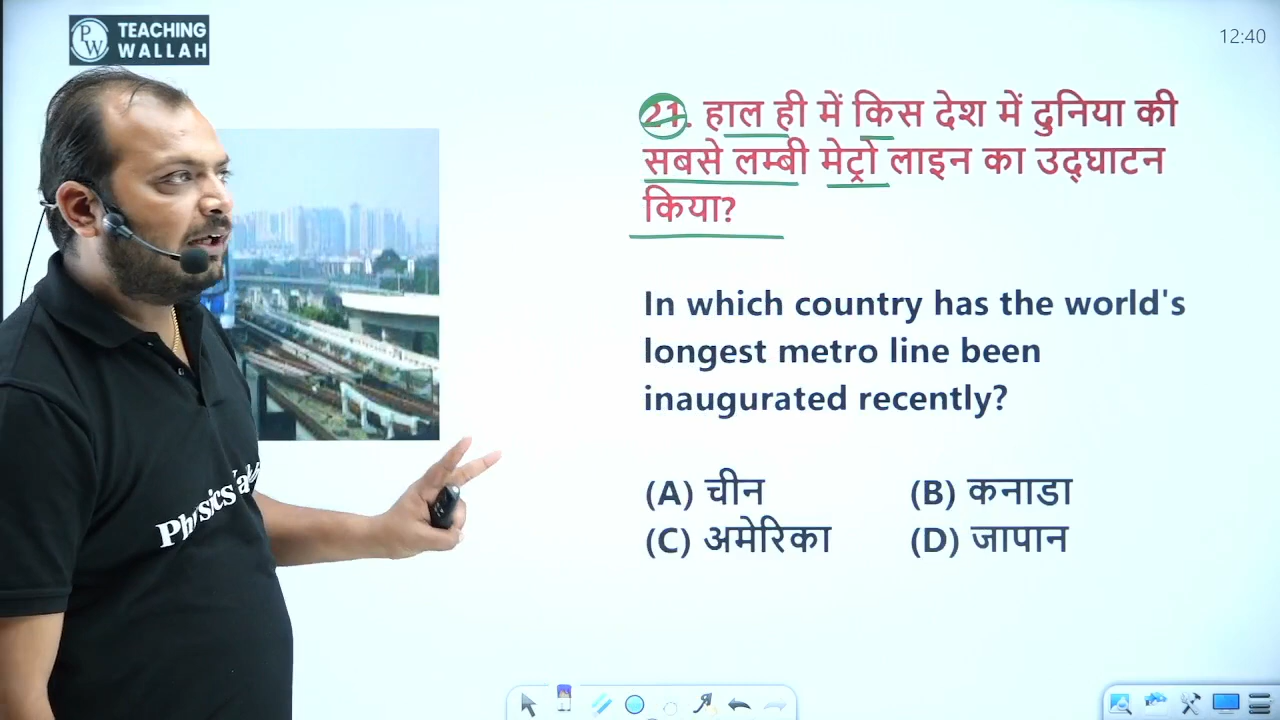 TEACHING
WALLAH
PW
12:40
21. हाल ही में किस देश में दुनिया की
सबसे लम्बी मेट्रो लाइन का उद्घाटन
किया?
In which country has the world's
longest metro line been
inaugurated recently?
(A) चीन (B) कनाडा
(C) अमेरिका (D) जापान